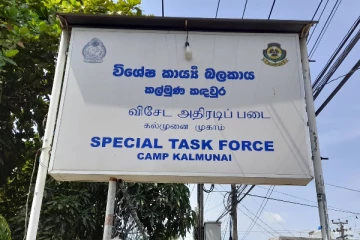 විශේෂ කාර්ය බලකාය
කල්මුණ කඳවුර
விசேட அதிரடிப் படை
கல்முனை முகாம்
SPECIAL TASK FORCE
CAMP KALMUNAI